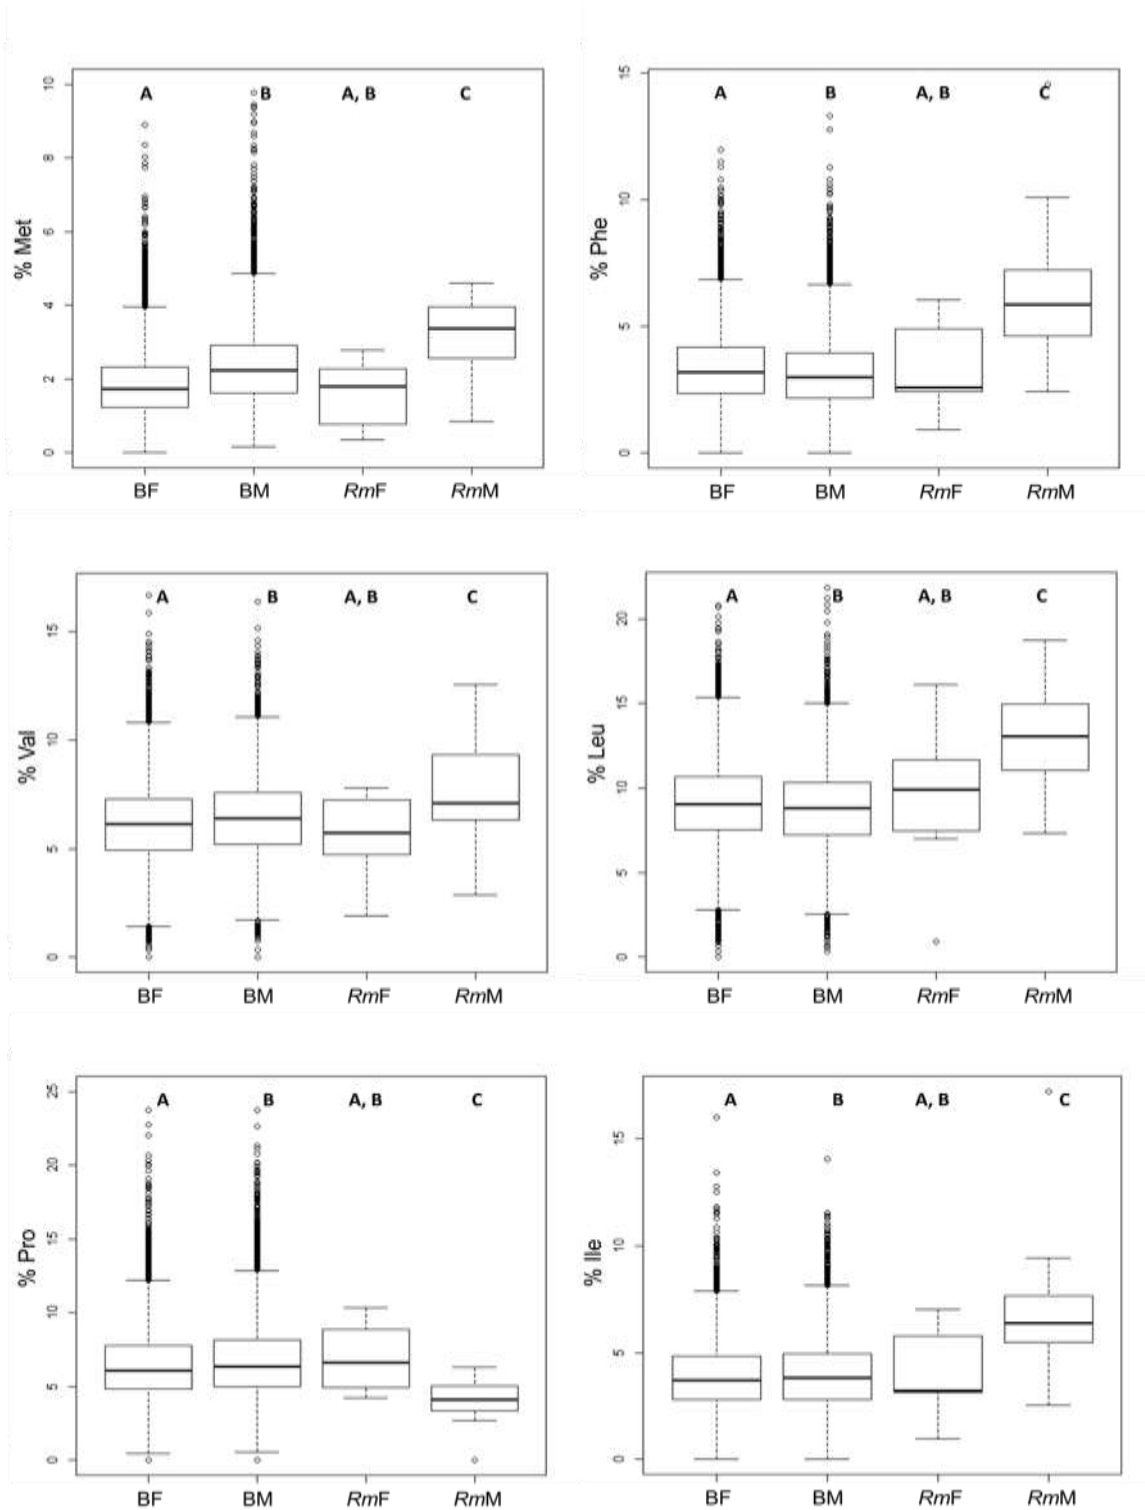 A B A, B C
% Met
10
8
6
4
2
0
BF BM RmF RmM
A B A, B C
% Phe
15
10
5
0
BF BM RmF RmM
A B A, B C
% Val
15
10
5
0
BF BM RmF RmM
A B A, B C
% Leu
20
15
10
5
0
BF BM RmF RmM
A B A, B C
% Pro
25
20
15
10
5
0
BF BM RmF RmM
A B A, B C
% Ile
15
10
5
0
BF BM RmF RmM